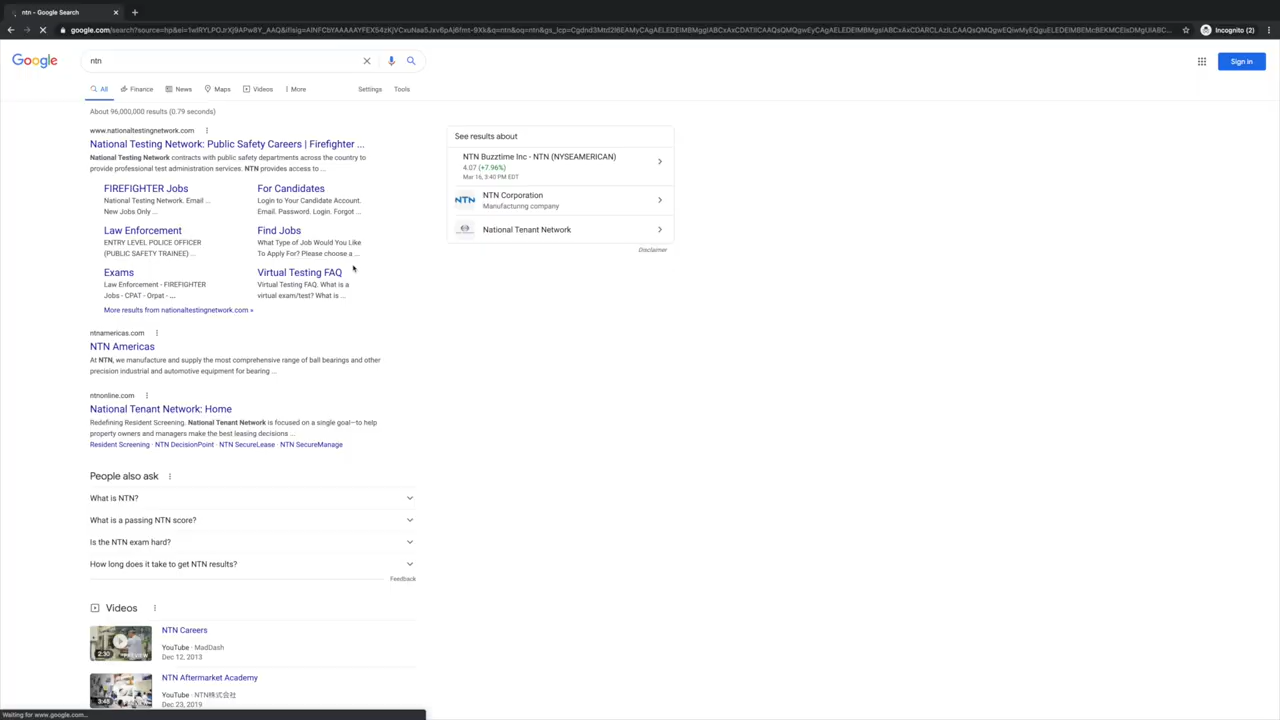 ntn - Google Search
google.com/search?source=hp&ei=
Incognito (2)
Google
ntn
Sign in
All
Finance
News
Maps
Videos
More
Settings
Tools
About 96,000,000 results (0.79 seconds)
www.nationaltestingnetwork.com
National Testing Network: Public Safety Careers | Firefighter ...
National Testing Network contracts with public safety departments across the country to
provide professional test administration services. NTN provides access to ...
FIREFIGHTER Jobs
National Testing Network. Email ...
New Jobs Only ...
For Candidates
Login to Your Candidate Account.
Email. Password. Login. Forgot ...
Law Enforcement
ENTRY LEVEL POLICE OFFICER
(PUBLIC SAFETY TRAINEE) ...
Find Jobs
What Type of Job Would You Like
To Apply For? Please choose a ...
Exams
Law Enforcement - FIREFIGHTER
Jobs - CPAT - Orpat - ...
Virtual Testing FAQ
Virtual Testing FAQ. What is a
virtual exam/test? What is ...
More results from nationaltestingnetwork.com »
ntnamericas.com
NTN Americas
At NTN, we manufacture and supply the most comprehensive range of ball bearings and other
precision industrial and automotive equipment for bearing ...
ntnonline.com
National Tenant Network: Home
Redefining Resident Screening. National Tenant Network is focused on a single goal—to help
property owners and managers make the best leasing decisions ...
Resident Screening · NTN DecisionPoint · NTN SecureLease · NTN SecureManage
People also ask
What is NTN?
What is a passing NTN score?
Is the NTN exam hard?
How long does it take to get NTN results?
Feedback
Videos
NTN Careers
YouTube · MadDash
Dec 12, 2013
2:30
PREVIEW
NTN Aftermarket Academy
YouTube · NTN株式会社
Dec 23, 2019
3:48
See results about
NTN Buzztime Inc - NTN (NYSEAMERICAN)
4.07 (+7.96%)
Mar 16, 3:40 PM EDT
NTN
NTN Corporation
Manufacturing company
National Tenant Network
Disclaimer
Waiting for www.google.com...